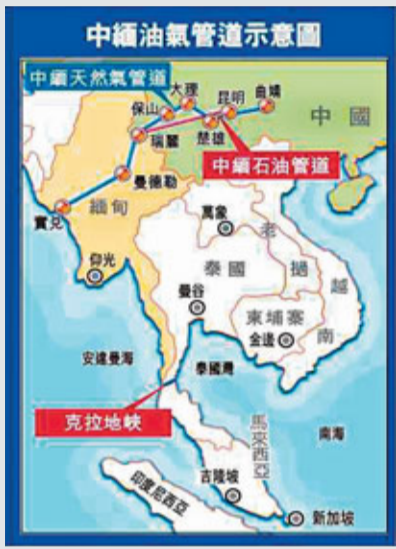 中緬油氣管道示意圖
中緬天然氣管道
大理
保山
昆明
曲靖
中國
瑞麗
楚雄
中緬石油管道
曼德勒
緬甸
實兌
萬象
老撾
仰光
泰國
越南
曼谷
柬埔寨
金邊
安達曼海
泰國灣
克拉地峽
馬來西亞
南海
吉隆坡
印度尼西亞
新加坡